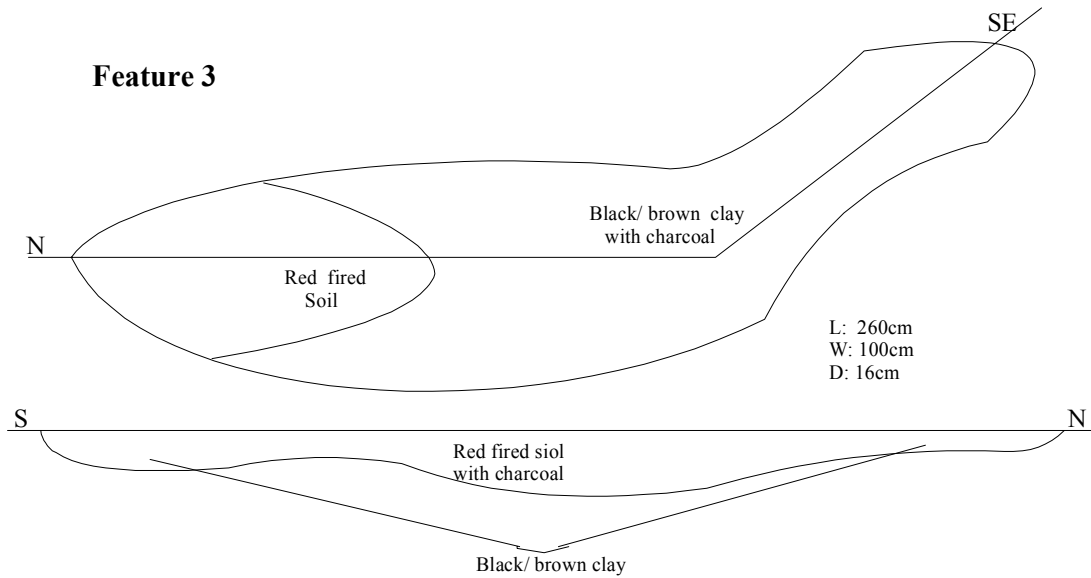 SE
Feature 3
Black/ brown clay
with charcoal
N
Red fired
Soil
L: 260cm
W: 100cm
D: 16cm
S
N
Red fired siol
with charcoal
Black/ brown clay